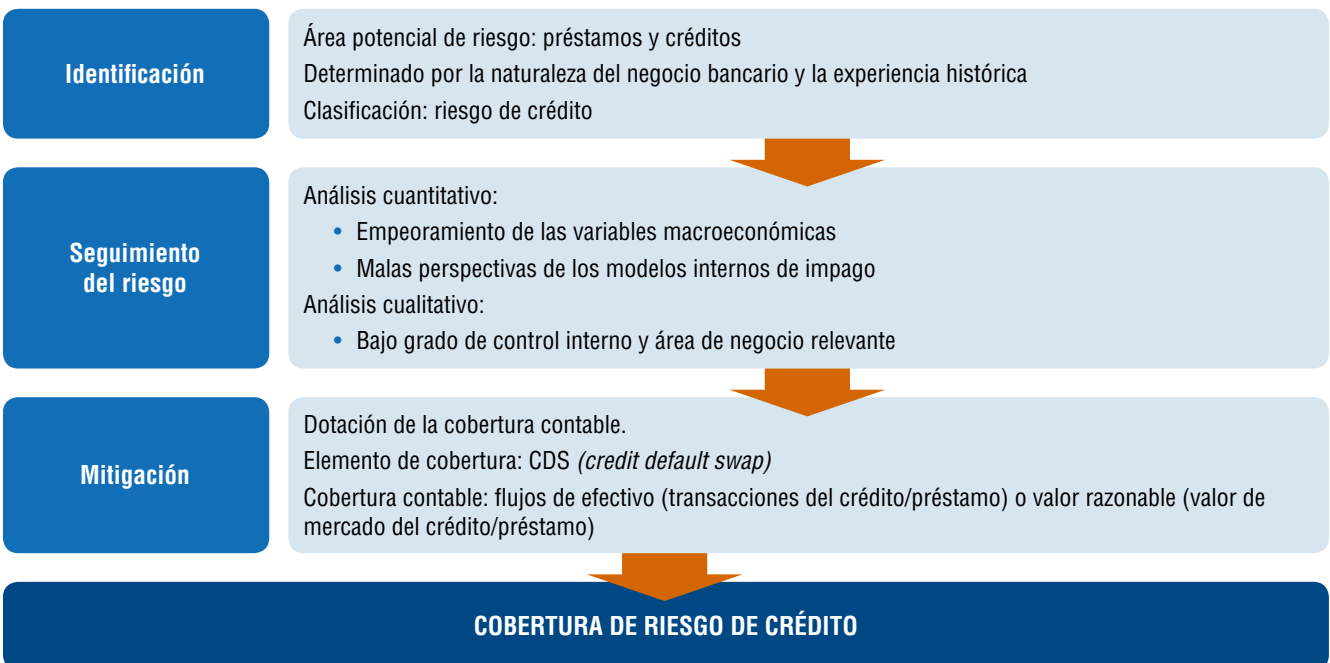 Identificación
Área potencial de riesgo: préstamos y créditos
Determinado por la naturaleza del negocio bancario y la experiencia histórica
Clasificación: riesgo de crédito
Seguimiento
del riesgo
Análisis cuantitativo:
• Empeoramiento de las variables macroeconómicas
• Malas perspectivas de los modelos internos de impago
Análisis cualitativo:
• Bajo grado de control interno y área de negocio relevante
Mitigación
Dotación de la cobertura contable.
Elemento de cobertura: CDS (credit default swap)
Cobertura contable: flujos de efectivo (transacciones del crédito/préstamo) o valor razonable (valor de
mercado del crédito/préstamo)
COBERTURA DE RIESGO DE CRÉDITO